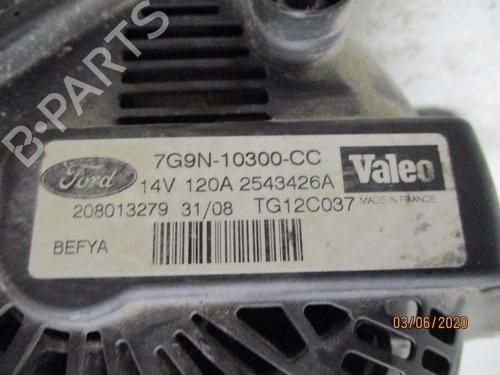 B-PARTS
Ford
7G9N-10300-CC
Valeo
14V 120A 2543426A
MADE IN FRANCE
208013279 31/08 TG12C037
BEFYA
03/06/2020